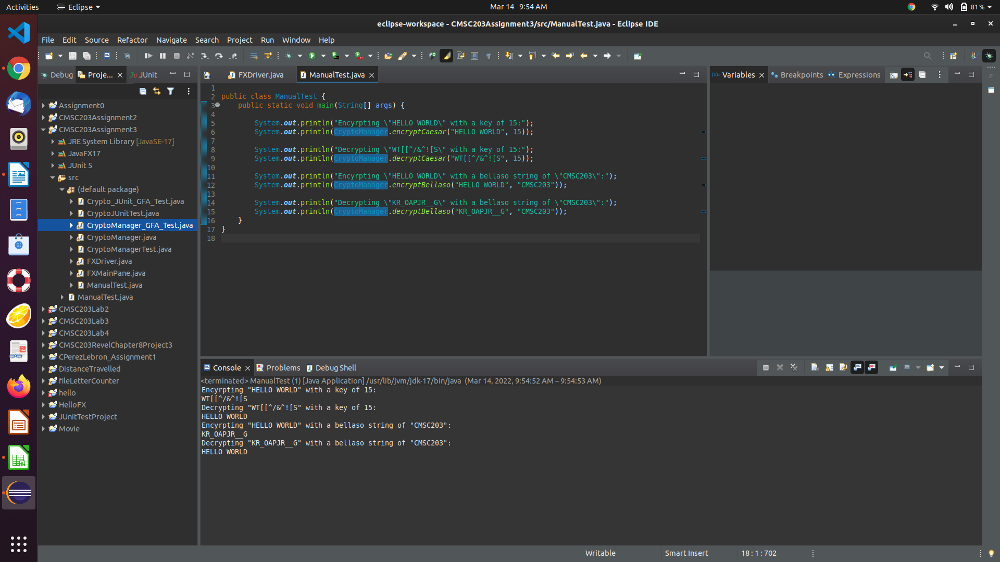 Activities Eclipse Mar 14 9:54 AM 81 %
eclipse-workspace - CMSC203Assignment3/src/ManualTest.java - Eclipse IDE
File Edit Source Refactor Navigate Search Project Run Window Help
Debug Proje... JUnit
FXDriver.java ManualTest.java
Variables Breakpoints Expressions
Assignment0
CMSC203Assignment2
CMSC203Assignment3
JRE System Library [JavaSE-17]
JavaFX17
JUnit 5
src
(default package)
Crypto_JUnit_GFA_Test.java
CryptoJUnitTest.java
CryptoManager_GFA_Test.java
CryptoManager.java
CryptoManagerTest.java
FXDriver.java
FXMainPane.java
ManualTest.java
ManualTest.java
CMSC203Lab2
CMSC203Lab3
CMSC203Lab4
CMSC203RevelChapter8Project3
CPerezLebron_Assignment1
DistanceTravelled
fileLetterCounter
hello
HelloFX
JUnitTestProject
Movie
1
2 public class ManualTest {
3 public static void main(String[] args) {
4
5 System.out.println("Encyrpting \"HELLO WORLD\" with a key of 15:");
6 System.out.println(CryptoManager.encryptCaesar("HELLO WORLD", 15));
7
8 System.out.println("Decrypting \"WT[[^/&^![S\" with a key of 15:");
9 System.out.println(CryptoManager.decryptCaesar("WT[[^/&^![S", 15));
10
11 System.out.println("Encyrpting \"HELLO WORLD\" with a bellaso string of \"CMSC203\":");
12 System.out.println(CryptoManager.encryptBellaso("HELLO WORLD", "CMSC203"));
13
14 System.out.println("Decrypting \"KR_OAPJR__G\" with a bellaso string of \"CMSC203\":");
15 System.out.println(CryptoManager.decryptBellaso("KR_OAPJR__G", "CMSC203"));
16 }
17 }
18
Console Problems Debug Shell
<terminated> ManualTest (1) [Java Application] /usr/lib/jvm/jdk-17/bin/java (Mar 14, 2022, 9:54:52 AM – 9:54:53 AM)
Encyrpting "HELLO WORLD" with a key of 15:
WT[[^/&^![S
Decrypting "WT[[^/&^![S" with a key of 15:
HELLO WORLD
Encyrpting "HELLO WORLD" with a bellaso string of "CMSC203":
KR_OAPJR__G
Decrypting "KR_OAPJR__G" with a bellaso string of "CMSC203":
HELLO WORLD
Writable Smart Insert 18 : 1 : 702